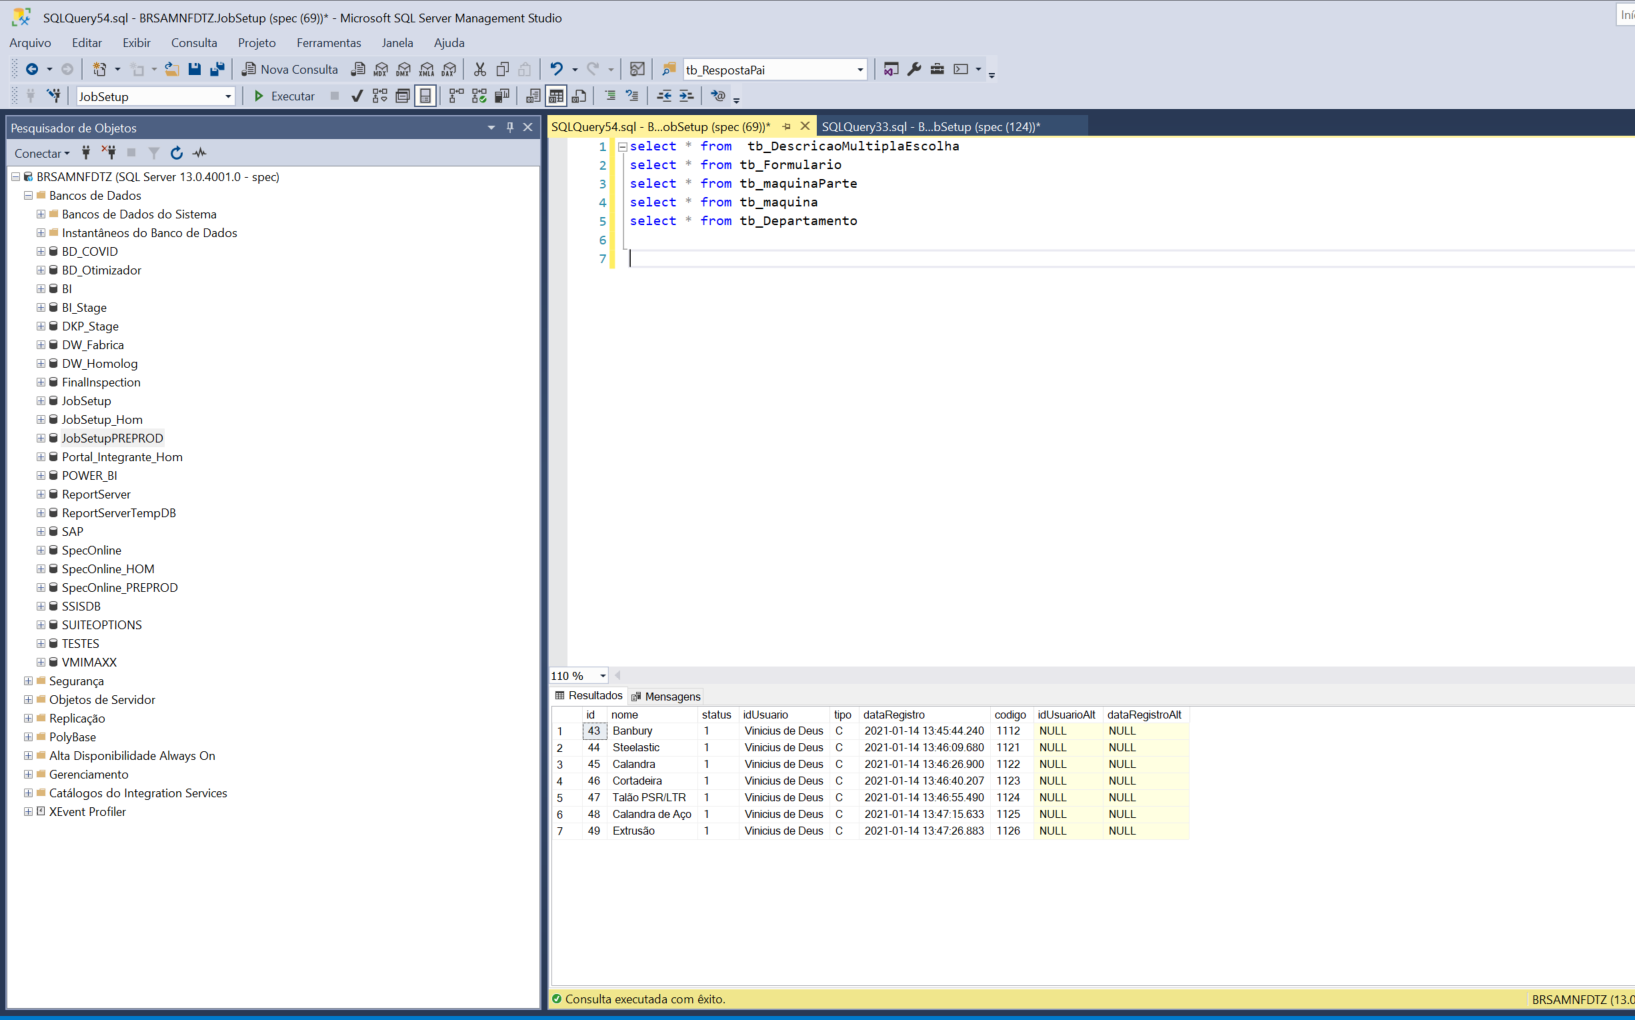 SQLQuery54.sql - BRSAMNFDTZ.JobSetup (spec (69))* - Microsoft SQL Server Management Studio
Arquivo Editar Exibir Consulta Projeto Ferramentas Janela Ajuda
Nova Consulta MDX DMX XMLA DAX tb_RespostaPai
JobSetup Executar
Pesquisador de Objetos
Conectar
BRSAMNFDTZ (SQL Server 13.0.4001.0 - spec)
Bancos de Dados
Bancos de Dados do Sistema
Instantâneos do Banco de Dados
BD_COVID
BD_Otimizador
BI
BI_Stage
DKP_Stage
DW_Fabrica
DW_Homolog
FinalInspection
JobSetup
JobSetup_Hom
JobSetupPREPROD
Portal_Integrante_Hom
POWER_BI
ReportServer
ReportServerTempDB
SAP
SpecOnline
SpecOnline_HOM
SpecOnline_PREPROD
SSISDB
SUITEOPTIONS
TESTES
VMIMAXX
Segurança
Objetos de Servidor
Replicação
PolyBase
Alta Disponibilidade Always On
Gerenciamento
Catálogos do Integration Services
XEvent Profiler
SQLQuery54.sql - B...obSetup (spec (69))* SQLQuery33.sql - B...bSetup (spec (124))*
1 select * from tb_DescricaoMultiplaEscolha
2 select * from tb_Formulario
3 select * from tb_maquinaParte
4 select * from tb_maquina
5 select * from tb_Departamento
6
7
110 %
Resultados Mensagens
id nome status idUsuario tipo dataRegistro codigo idUsuarioAlt dataRegistroAlt
1 43 Banbury 1 Vinicius de Deus C 2021-01-14 13:45:44.240 1112 NULL NULL
2 44 Steelastic 1 Vinicius de Deus C 2021-01-14 13:46:09.680 1121 NULL NULL
3 45 Calandra 1 Vinicius de Deus C 2021-01-14 13:46:26.900 1122 NULL NULL
4 46 Cortadeira 1 Vinicius de Deus C 2021-01-14 13:46:40.207 1123 NULL NULL
5 47 Talão PSR/LTR 1 Vinicius de Deus C 2021-01-14 13:46:55.490 1124 NULL NULL
6 48 Calandra de Aço 1 Vinicius de Deus C 2021-01-14 13:47:15.633 1125 NULL NULL
7 49 Extrusão 1 Vinicius de Deus C 2021-01-14 13:47:26.883 1126 NULL NULL
Consulta executada com êxito. BRSAMNFDTZ (13.0